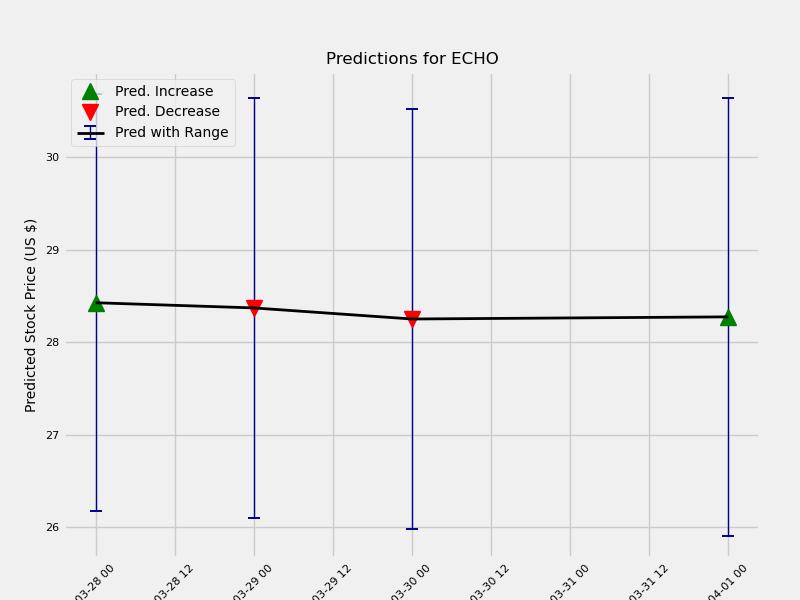 Predictions for ECHO
Pred. Increase
Pred. Decrease
Pred with Range
Predicted Stock Price (US $)
30
29
28
27
26
03-28 00
03-28 12
03-29 00
03-29 12
03-30 00
03-30 12
03-31 00
03-31 12
04-01 00